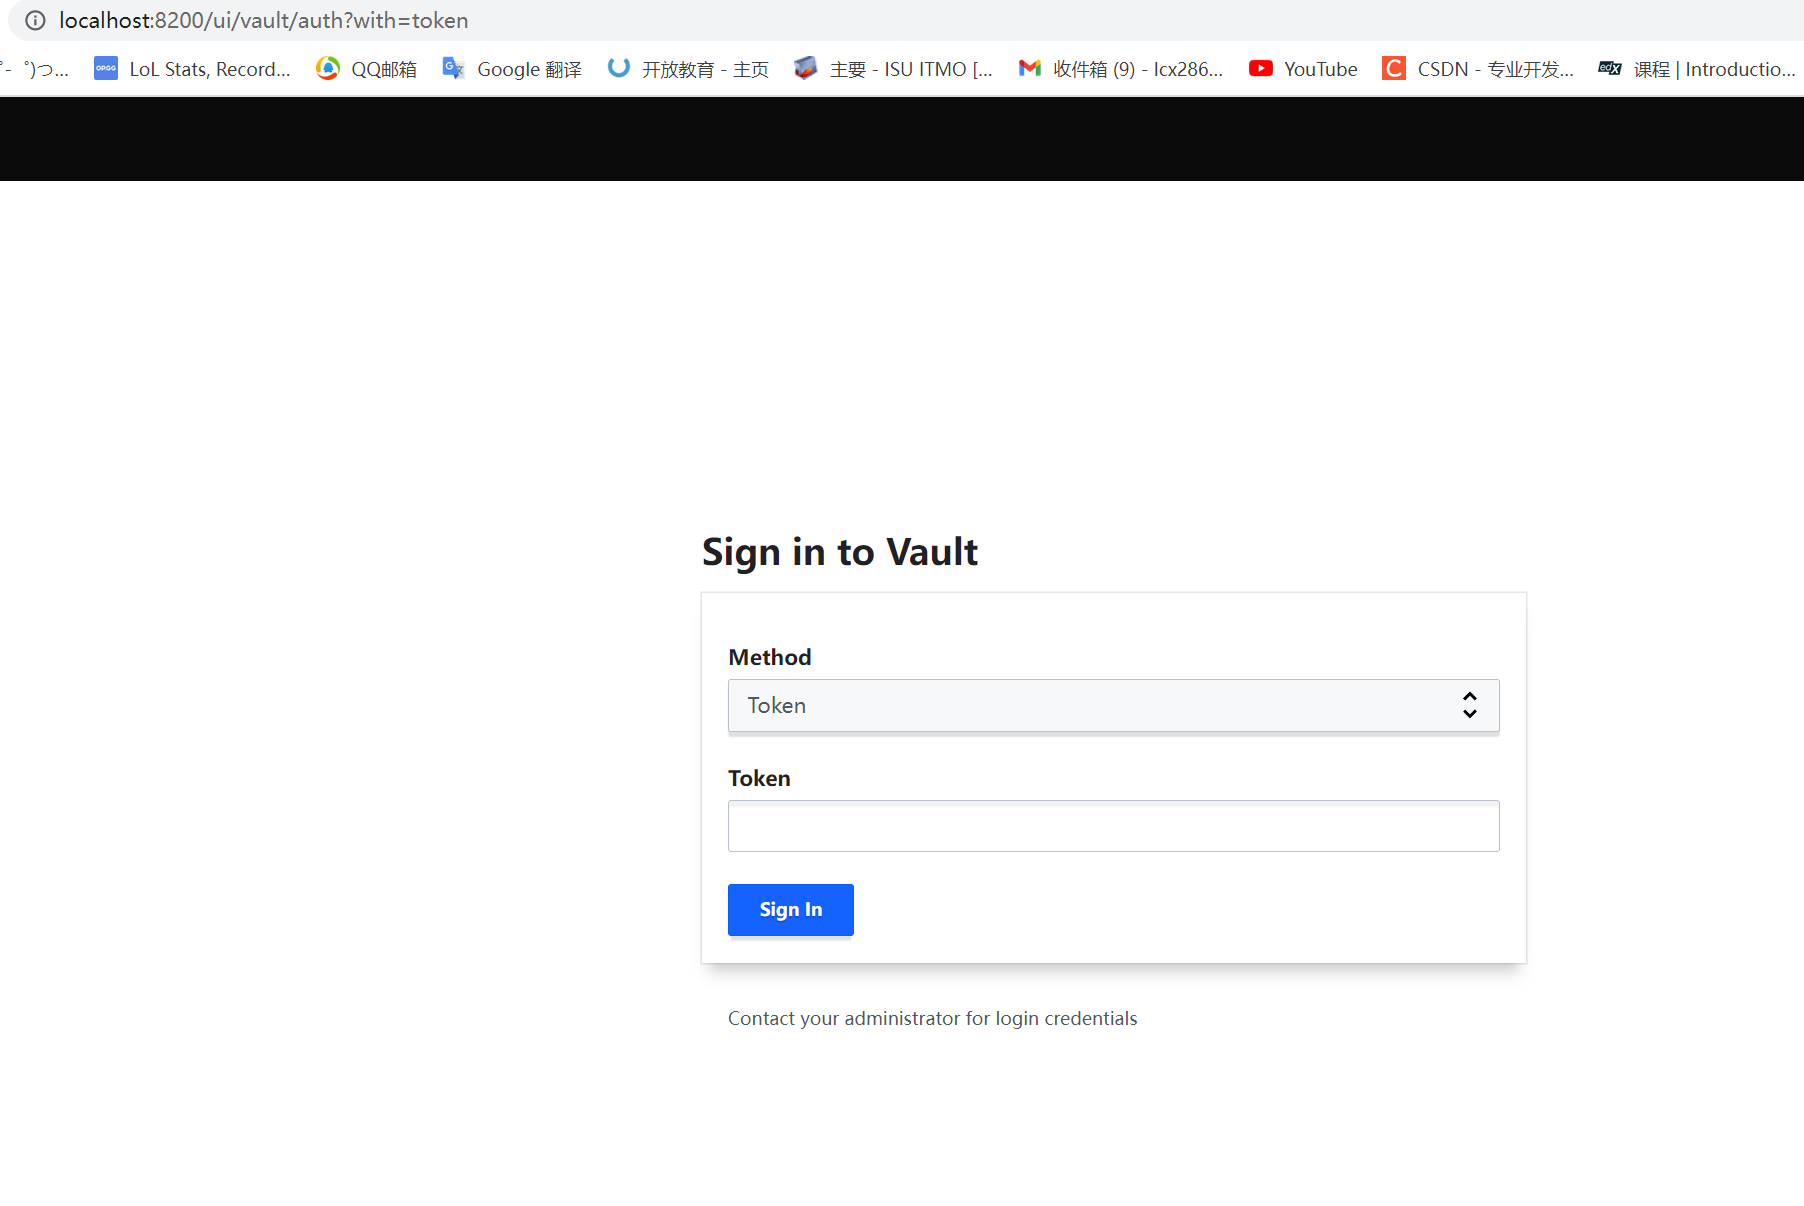 localhost:8200/ui/vault/auth?with=token
゜-゜)つ... LoL Stats, Record... QQ邮箱 Google 翻译 开放教育 - 主页 主要 - ISU ITMO [... 收件箱 (9) - lcx286... YouTube CSDN - 专业开发... 课程 | Introductio...
Sign in to Vault
Method
Token
Token
Sign In
Contact your administrator for login credentials